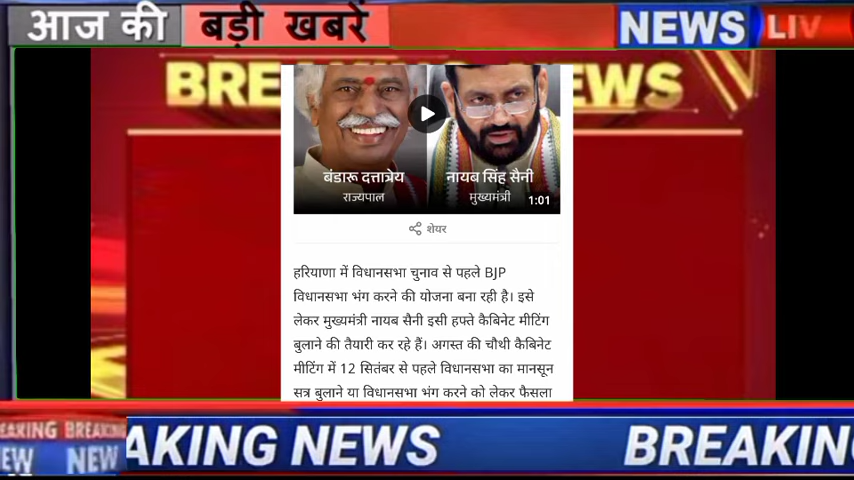 आज की बड़ी खबरें
NEWS LIV
BRE
EWS
बंडारू दत्तात्रेय
राज्यपाल
नायब सिंह सैनी
मुख्यमंत्री
1:01
शेयर
हरियाणा में विधानसभा चुनाव से पहले BJP
विधानसभा भंग करने की योजना बना रही है। इसे
लेकर मुख्यमंत्री नायब सैनी इसी हफ्ते कैबिनेट मीटिंग
बुलाने की तैयारी कर रहे हैं। अगस्त की चौथी कैबिनेट
मीटिंग में 12 सितंबर से पहले विधानसभा का मानसून
सत्र बुलाने या विधानसभा भंग करने को लेकर फैसला
EAKING BREAKING
EW NEW
AKING NEWS
BREAKIN